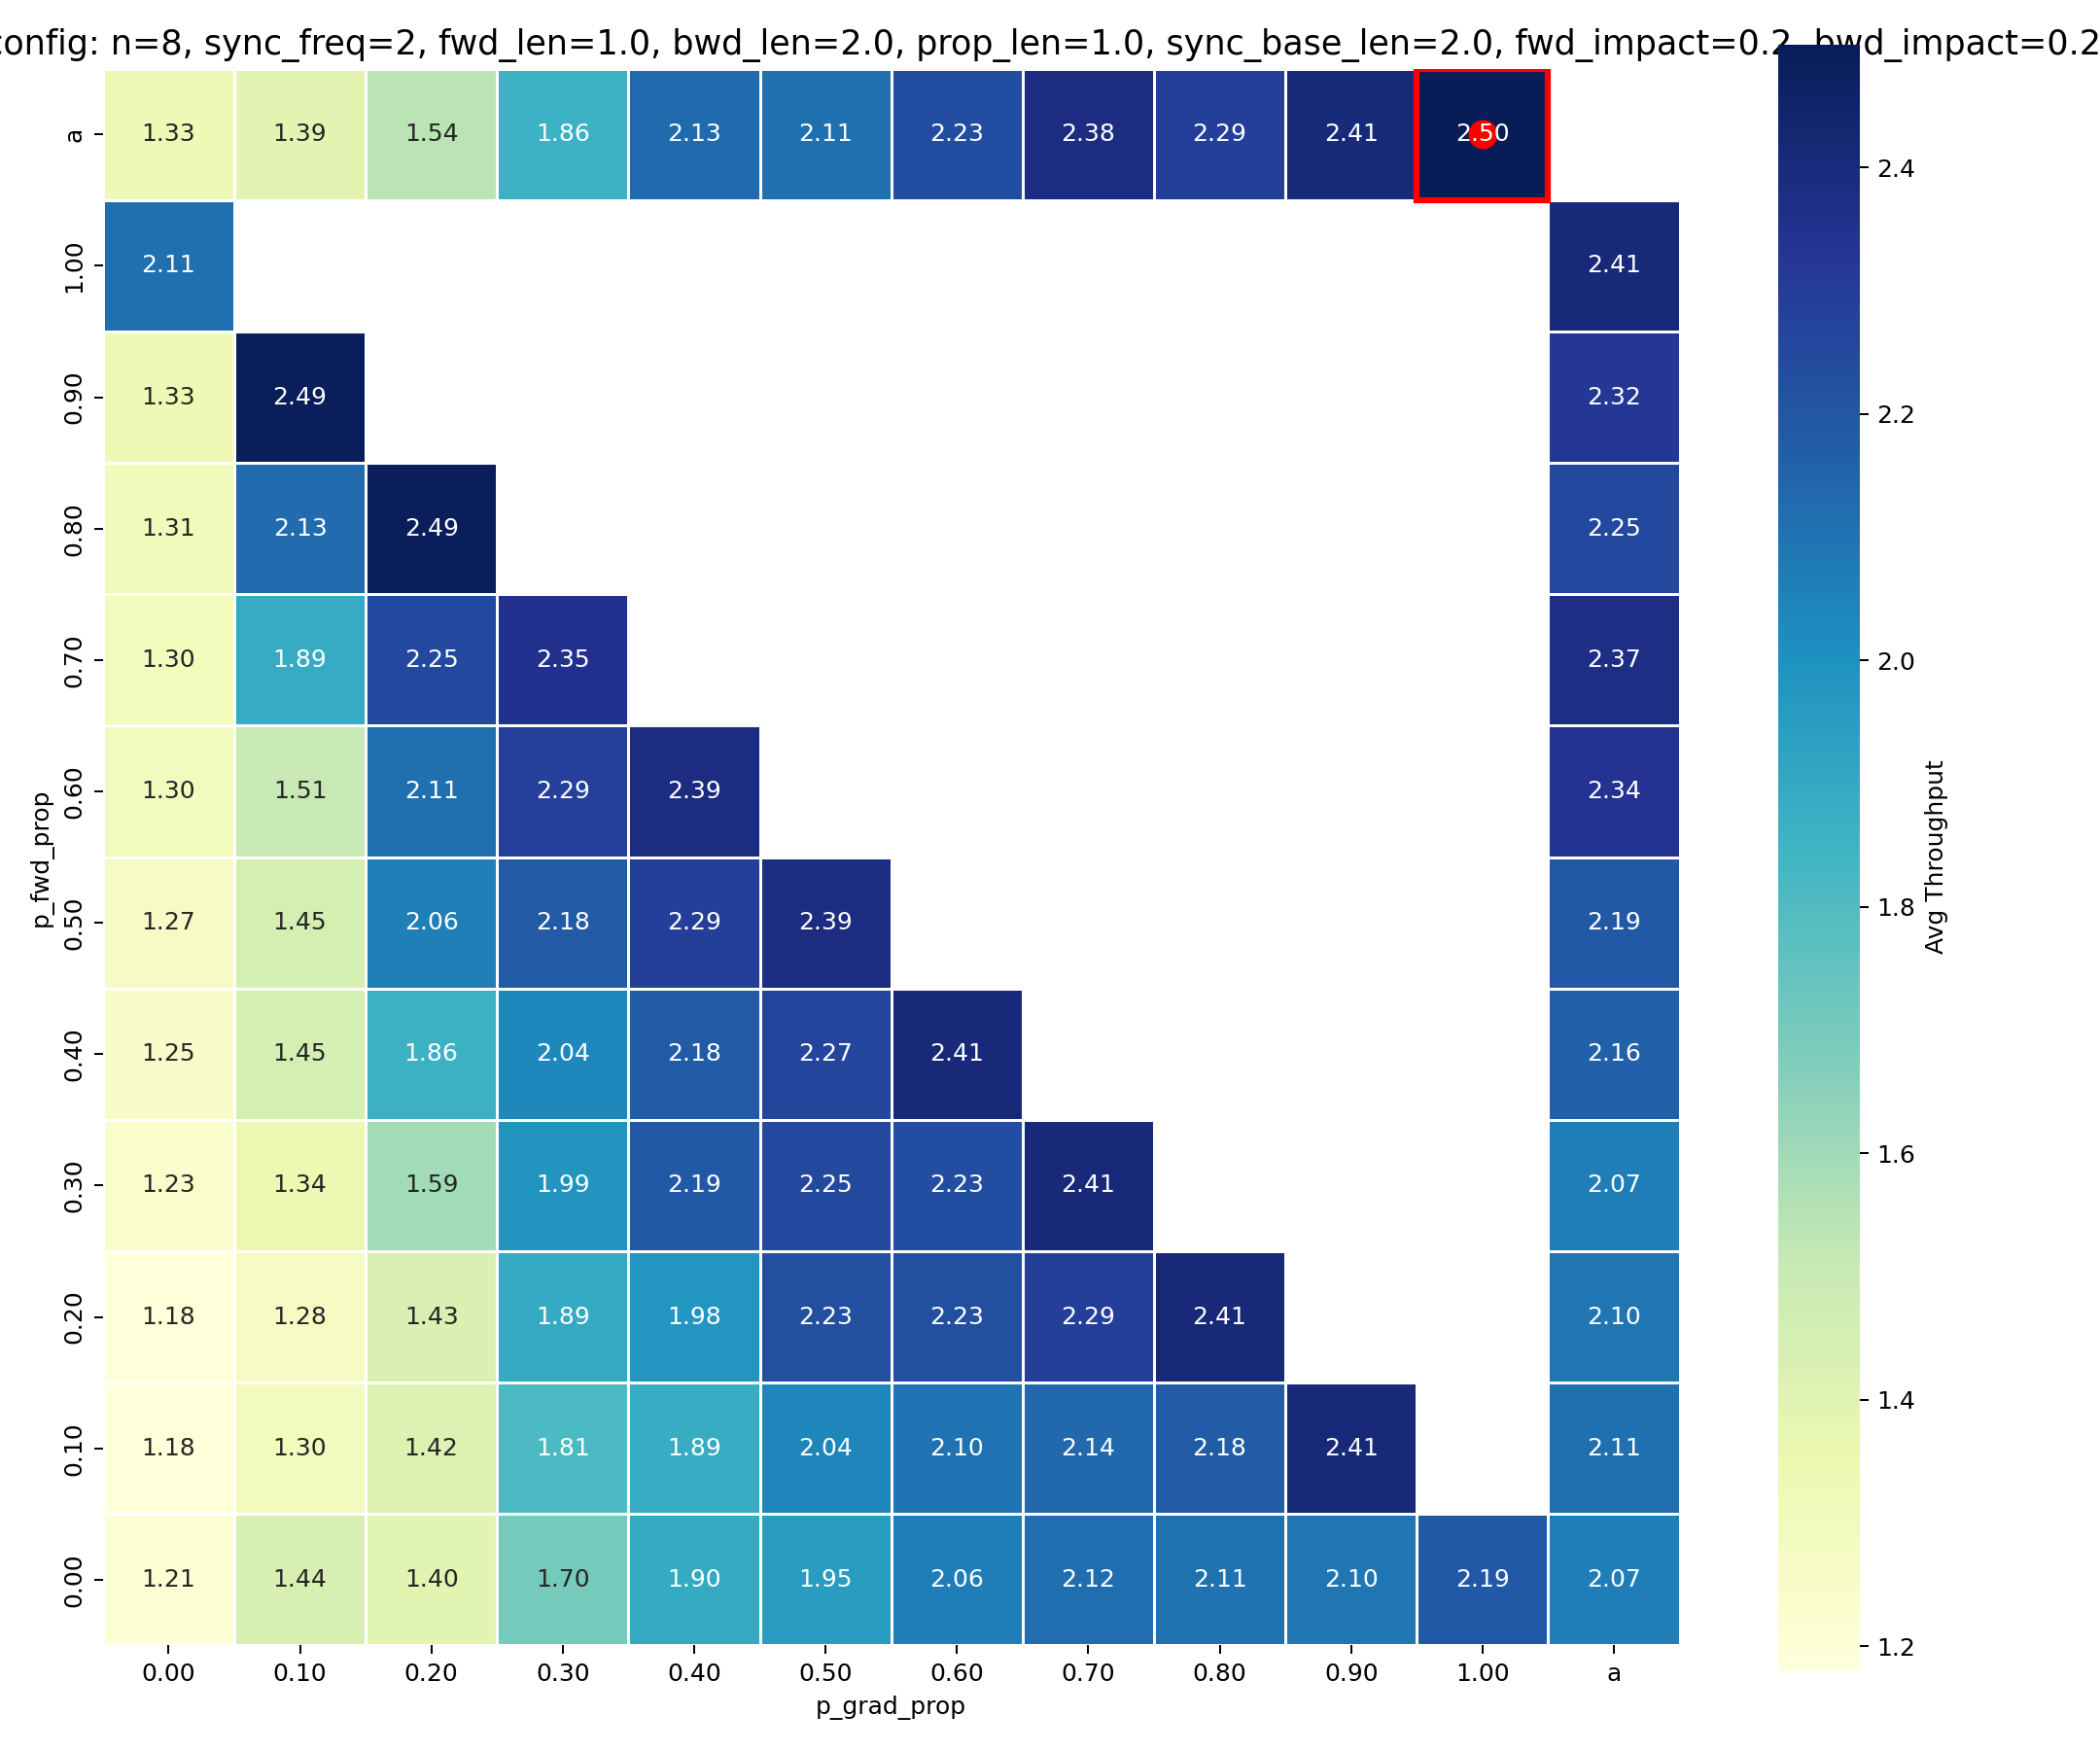 config: n=8, sync_freq=2, fwd_len=1.0, bwd_len=2.0, prop_len=1.0, sync_base_len=2.0, fwd_impact=0.2, bwd_impact=0.2
a 1.33 1.39 1.54 1.86 2.13 2.11 2.23 2.38 2.29 2.41 2.50
1.00 2.11 2.41
0.90 1.33 2.49 2.32
0.80 1.31 2.13 2.49 2.25
0.70 1.30 1.89 2.25 2.35 2.37
0.60 1.30 1.51 2.11 2.29 2.39 2.34
0.50 1.27 1.45 2.06 2.18 2.29 2.39 2.19
0.40 1.25 1.45 1.86 2.04 2.18 2.27 2.41 2.16
0.30 1.23 1.34 1.59 1.99 2.19 2.25 2.23 2.41 2.07
0.20 1.18 1.28 1.43 1.89 1.98 2.23 2.23 2.29 2.41 2.10
0.10 1.18 1.30 1.42 1.81 1.89 2.04 2.10 2.14 2.18 2.41 2.11
0.00 1.21 1.44 1.40 1.70 1.90 1.95 2.06 2.12 2.11 2.10 2.19 2.07
0.00 0.10 0.20 0.30 0.40 0.50 0.60 0.70 0.80 0.90 1.00 a
p_grad_prop
p_fwd_prop
2.4
2.2
2.0
1.8
1.6
1.4
1.2
Avg Throughput